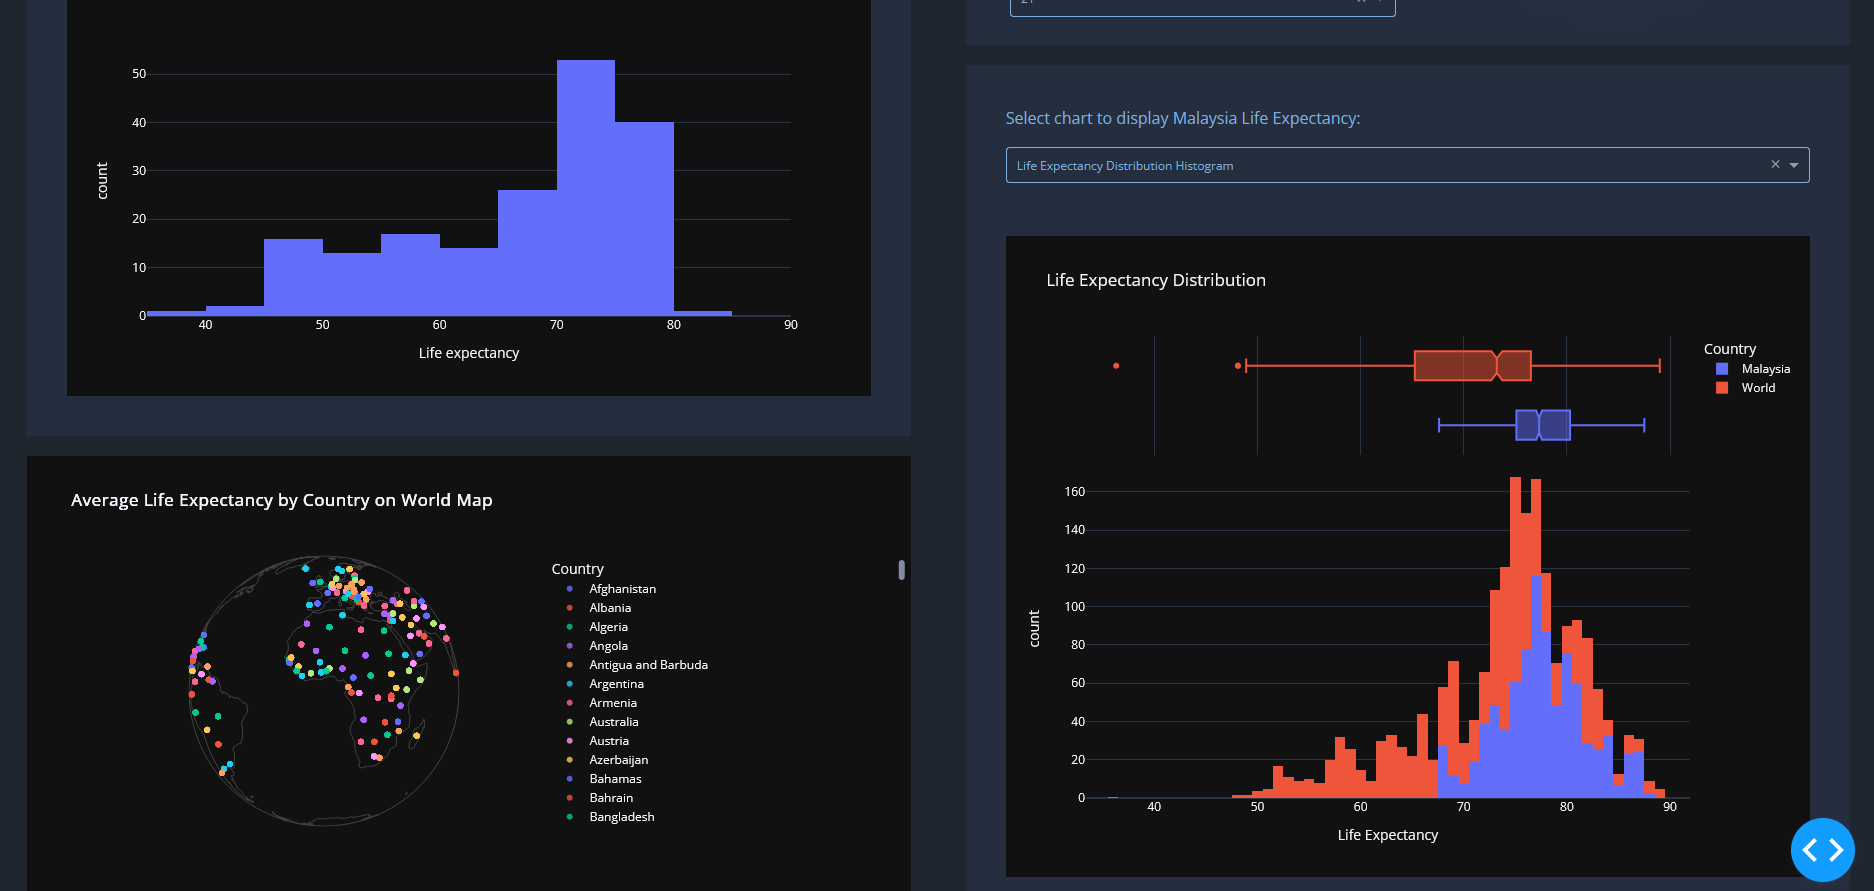 50
40
30
20
10
0
count
40 50 60 70 80 90
Life expectancy
Average Life Expectancy by Country on World Map
Country
Afghanistan
Albania
Algeria
Angola
Antigua and Barbuda
Argentina
Armenia
Australia
Austria
Azerbaijan
Bahamas
Bahrain
Bangladesh
Select chart to display Malaysia Life Expectancy:
Life Expectancy Distribution Histogram
Life Expectancy Distribution
Country
Malaysia
World
160
140
120
100
80
60
40
20
0
count
40 50 60 70 80 90
Life Expectancy